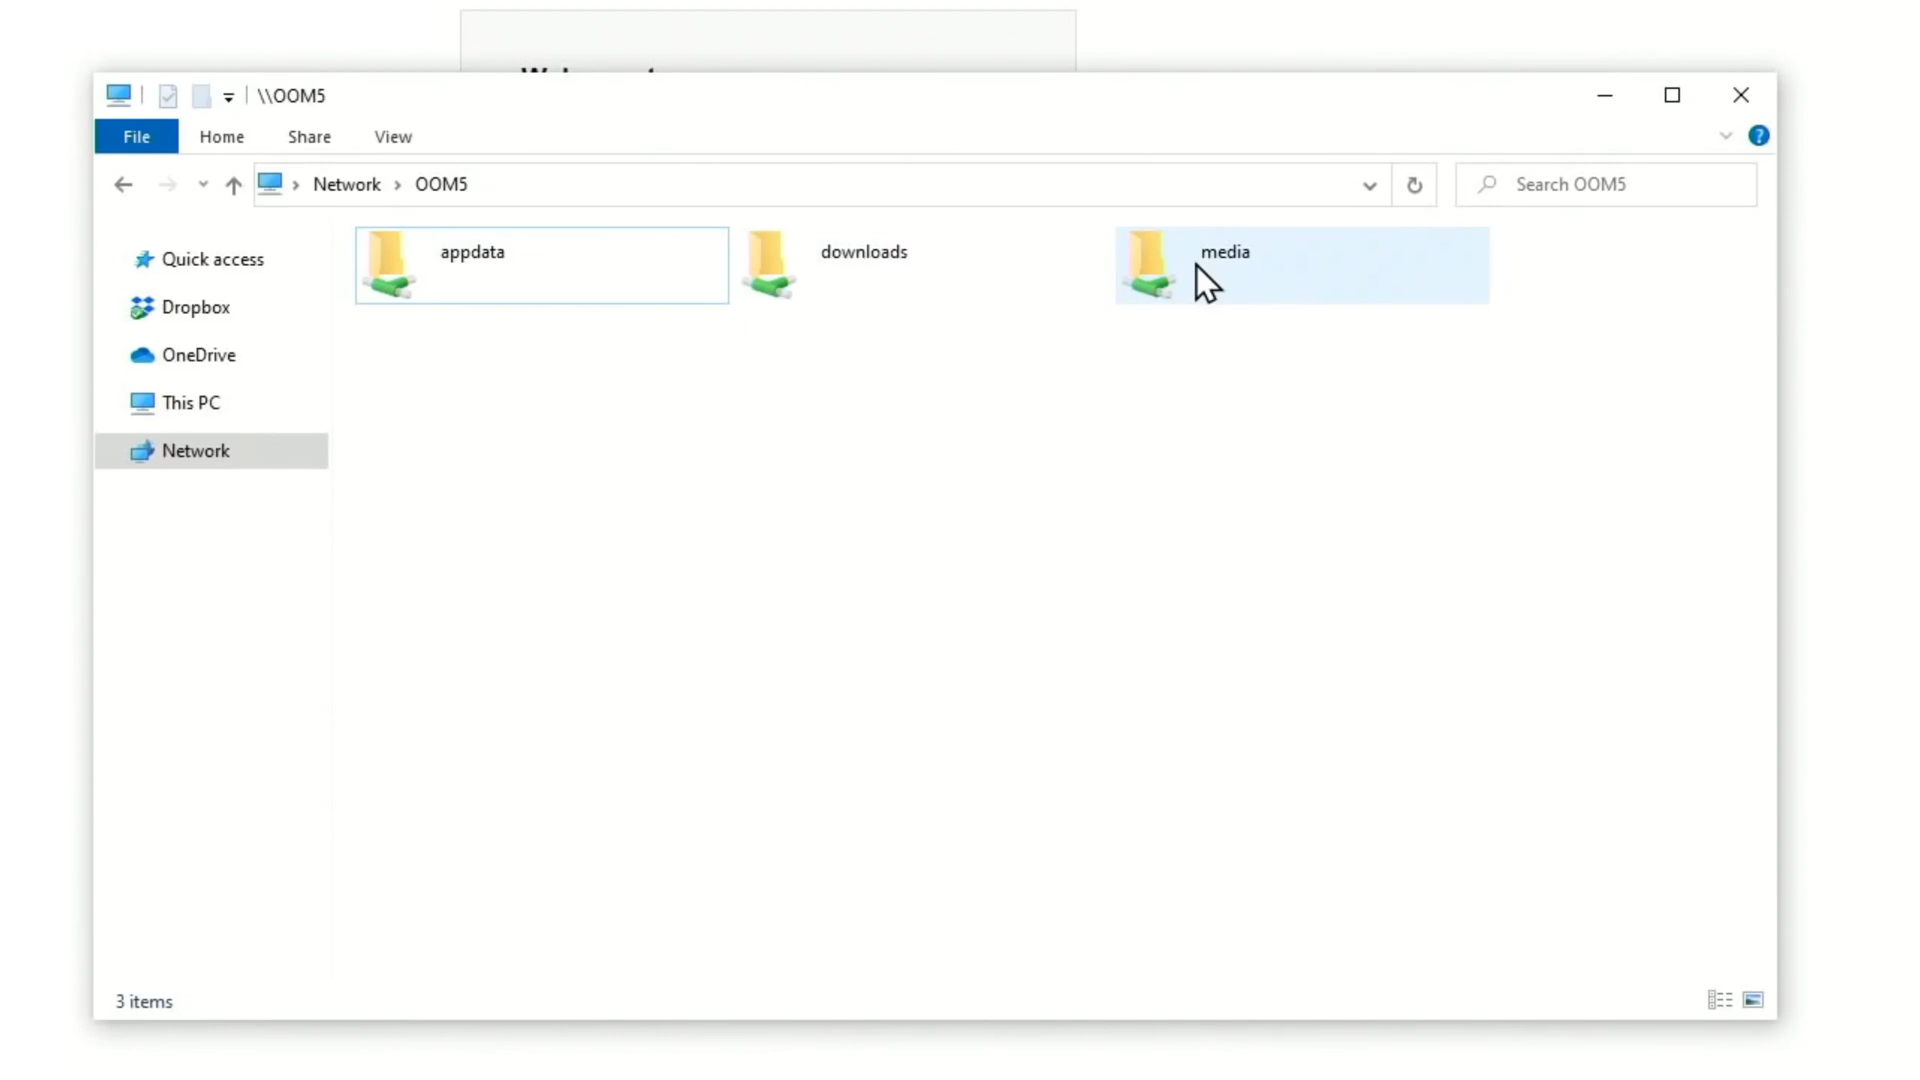 \\OOM5
File Home Share View
?
Network > OOM5
Search OOM5
Quick access
Dropbox
OneDrive
This PC
Network
appdata
downloads
media
3 items